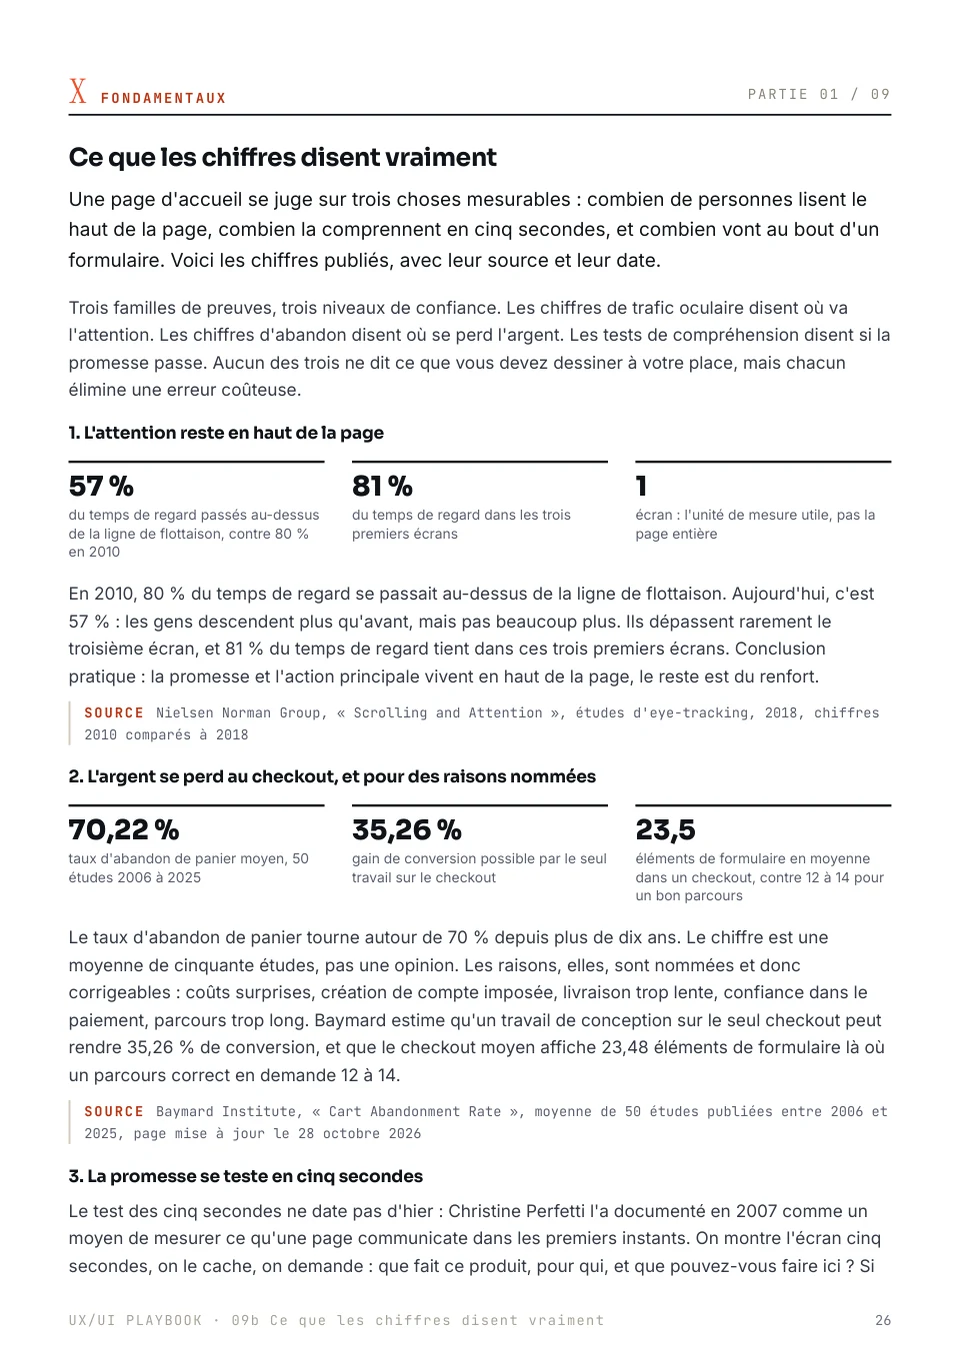 X FONDAMENTAUX
PARTIE 01 / 09
Ce que les chiffres disent vraiment
Une page d'accueil se juge sur trois choses mesurables : combien de personnes lisent le
haut de la page, combien la comprennent en cinq secondes, et combien vont au bout d'un
formulaire. Voici les chiffres publiés, avec leur source et leur date.
Trois familles de preuves, trois niveaux de confiance. Les chiffres de trafic oculaire disent où va
l'attention. Les chiffres d'abandon disent où se perd l'argent. Les tests de compréhension disent si la
promesse passe. Aucun des trois ne dit ce que vous devez dessiner à votre place, mais chacun
élimine une erreur coûteuse.
1. L'attention reste en haut de la page
57 %
du temps de regard passés au-dessus
de la ligne de flottaison, contre 80 %
en 2010
81 %
du temps de regard dans les trois
premiers écrans
1
écran : l'unité de mesure utile, pas la
page entière
En 2010, 80 % du temps de regard se passait au-dessus de la ligne de flottaison. Aujourd'hui, c'est
57 % : les gens descendent plus qu'avant, mais pas beaucoup plus. Ils dépassent rarement le
troisième écran, et 81 % du temps de regard tient dans ces trois premiers écrans. Conclusion
pratique : la promesse et l'action principale vivent en haut de la page, le reste est du renfort.
SOURCE Nielsen Norman Group, « Scrolling and Attention », études d'eye-tracking, 2018, chiffres
2010 comparés à 2018
2. L'argent se perd au checkout, et pour des raisons nommées
70,22 %
taux d'abandon de panier moyen, 50
études 2006 à 2025
35,26 %
gain de conversion possible par le seul
travail sur le checkout
23,5
éléments de formulaire en moyenne
dans un checkout, contre 12 à 14 pour
un bon parcours
Le taux d'abandon de panier tourne autour de 70 % depuis plus de dix ans. Le chiffre est une
moyenne de cinquante études, pas une opinion. Les raisons, elles, sont nommées et donc
corrigeables : coûts surprises, création de compte imposée, livraison trop lente, confiance dans le
paiement, parcours trop long. Baymard estime qu'un travail de conception sur le seul checkout peut
rendre 35,26 % de conversion, et que le checkout moyen affiche 23,48 éléments de formulaire là où
un parcours correct en demande 12 à 14.
SOURCE Baymard Institute, « Cart Abandonment Rate », moyenne de 50 études publiées entre 2006 et
2025, page mise à jour le 28 octobre 2026
3. La promesse se teste en cinq secondes
Le test des cinq secondes ne date pas d'hier : Christine Perfetti l'a documenté en 2007 comme un
moyen de mesurer ce qu'une page communicate dans les premiers instants. On montre l'écran cinq
secondes, on le cache, on demande : que fait ce produit, pour qui, et que pouvez-vous faire ici ? Si
UX/UI PLAYBOOK · 09b Ce que les chiffres disent vraiment
26